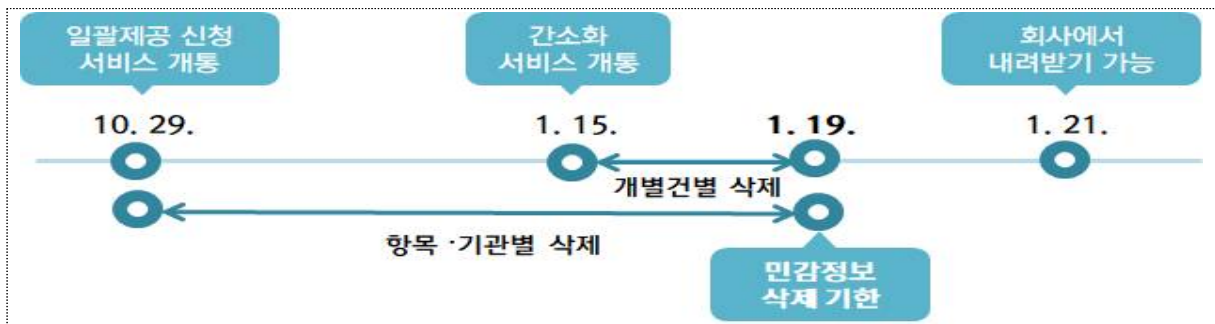 일괄제공 신청
서비스 개통
간소화
서비스 개통
회사에서
내려받기 가능
10. 29.
1. 15.
1. 19.
1. 21.
개별건별 삭제
항목 ·기관별 삭제
민감정보
삭제 기한